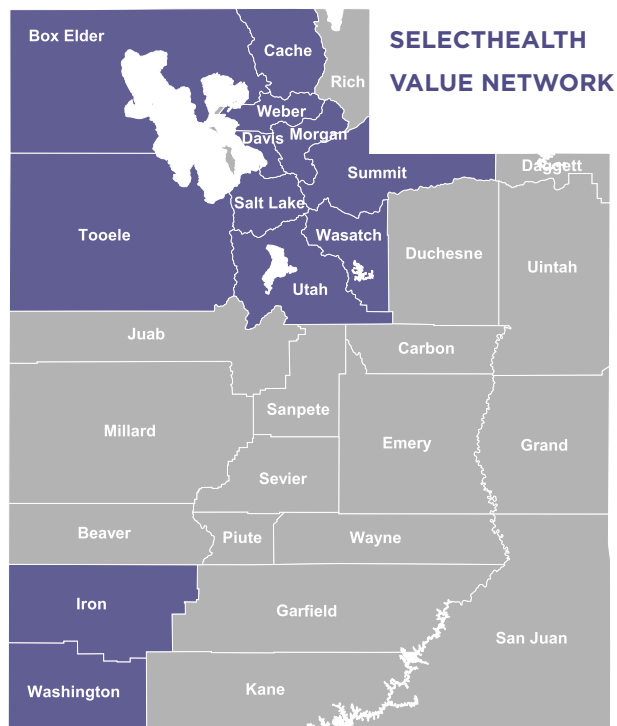 SELECTHEALTH
VALUE NETWORK
Box Elder
Cache
Rich
Weber
Davis
Morgan
Daggett
Summit
Salt Lake
Tooele
Wasatch
Duchesne
Uintah
Utah
Juab
Carbon
Sanpete
Millard
Emery
Grand
Sevier
Beaver
Piute
Wayne
Iron
Garfield
San Juan
Washington
Kane